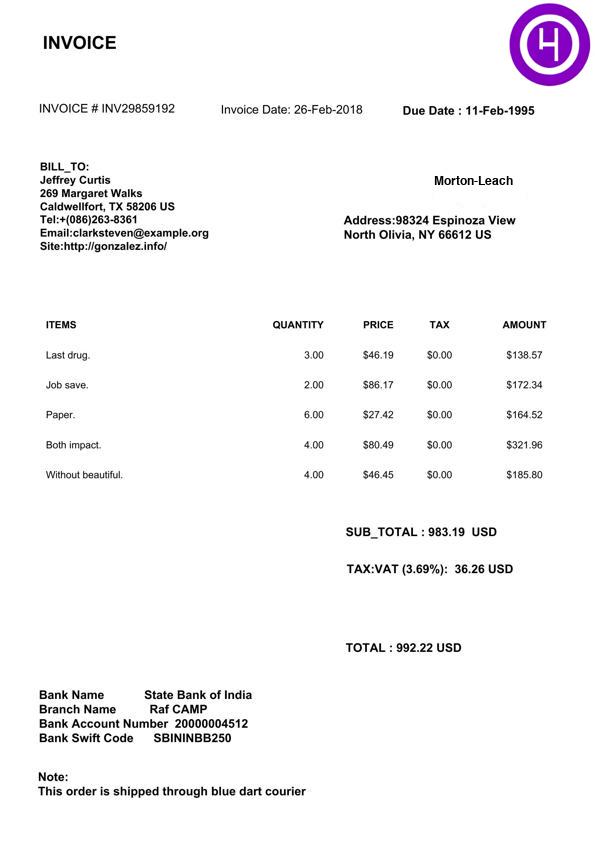 INVOICE
INVOICE # INV29859192 Invoice Date: 26-Feb-2018 Due Date : 11-Feb-1995
BILL_TO:
Jeffrey Curtis
269 Margaret Walks
Caldwellfort, TX 58206 US
Tel:+(086)263-8361
Email:clarksteven@example.org
Site:http://gonzalez.info/
Morton-Leach
Address:98324 Espinoza View
North Olivia, NY 66612 US
ITEMS QUANTITY PRICE TAX AMOUNT
Last drug. 3.00 $46.19 $0.00 $138.57
Job save. 2.00 $86.17 $0.00 $172.34
Paper. 6.00 $27.42 $0.00 $164.52
Both impact. 4.00 $80.49 $0.00 $321.96
Without beautiful. 4.00 $46.45 $0.00 $185.80
SUB_TOTAL : 983.19 USD
TAX:VAT (3.69%): 36.26 USD
TOTAL : 992.22 USD
Bank Name State Bank of India
Branch Name Raf CAMP
Bank Account Number 20000004512
Bank Swift Code SBININBB250
Note:
This order is shipped through blue dart courier